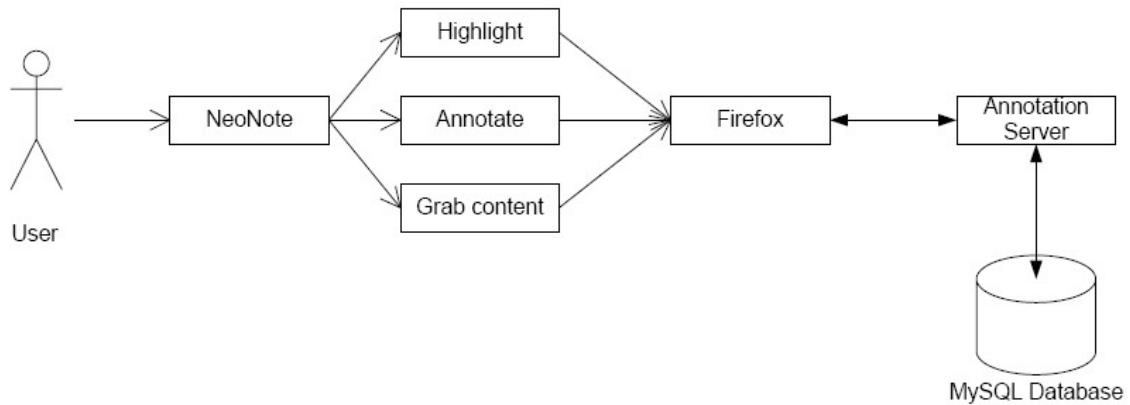 Highlight
NeoNote
Annotate
Firefox
Annotation
Server
Grab content
User
MySQL Database